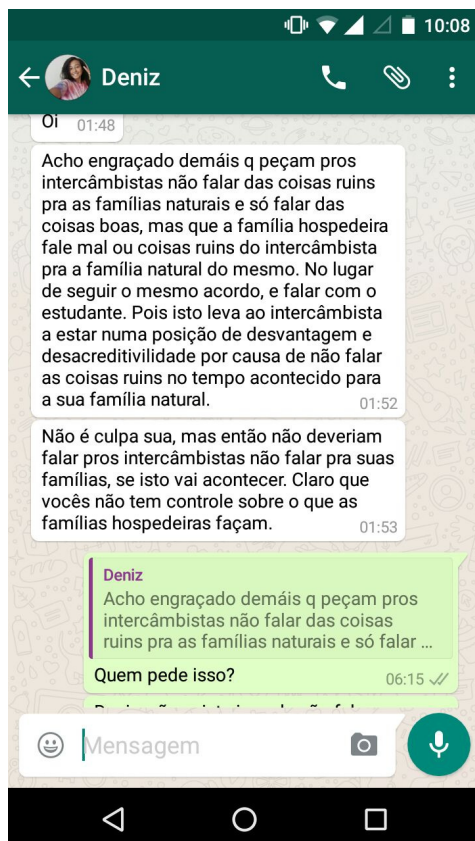 10:08
Deniz
Oi 01:48
Acho engraçado demáis q peçam pros
intercâmbistas não falar das coisas ruins
pra as famílias naturais e só falar das
coisas boas, mas que a família hospedeira
fale mal ou coisas ruins do intercâmbista
pra a família natural do mesmo. No lugar
de seguir o mesmo acordo, e falar com o
estudante. Pois isto leva ao intercâmbista
a estar numa posição de desvantagem e
desacreditivilidade por causa de não falar
as coisas ruins no tempo acontecido para
a sua família natural. 01:52
Não é culpa sua, mas então não deveriam
falar pros intercâmbistas não falar pra suas
famílias, se isto vai acontecer. Claro que
vocês não tem controle sobre o que as
famílias hospedeiras façam. 01:53
Deniz
Acho engraçado demáis q peçam pros
intercâmbistas não falar das coisas
ruins pra as famílias naturais e só falar ...
Quem pede isso? 06:15
Mensagem